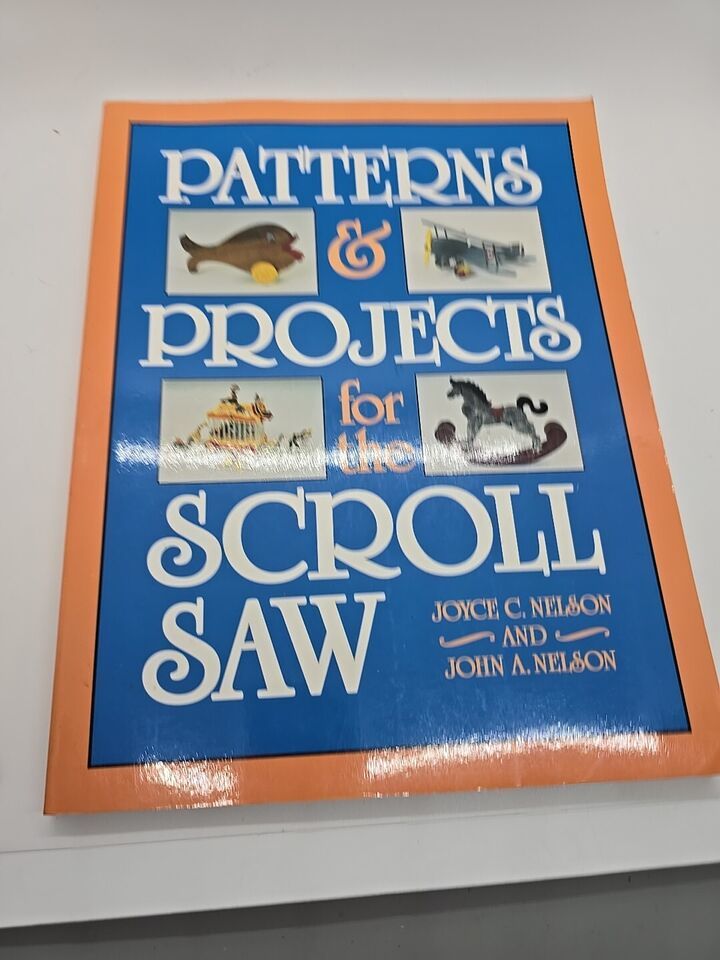 PATTERNS
&
PROJECTS
for
the
SCROLL
SAW
JOYCE C. NELSON
AND
JOHN A. NELSON